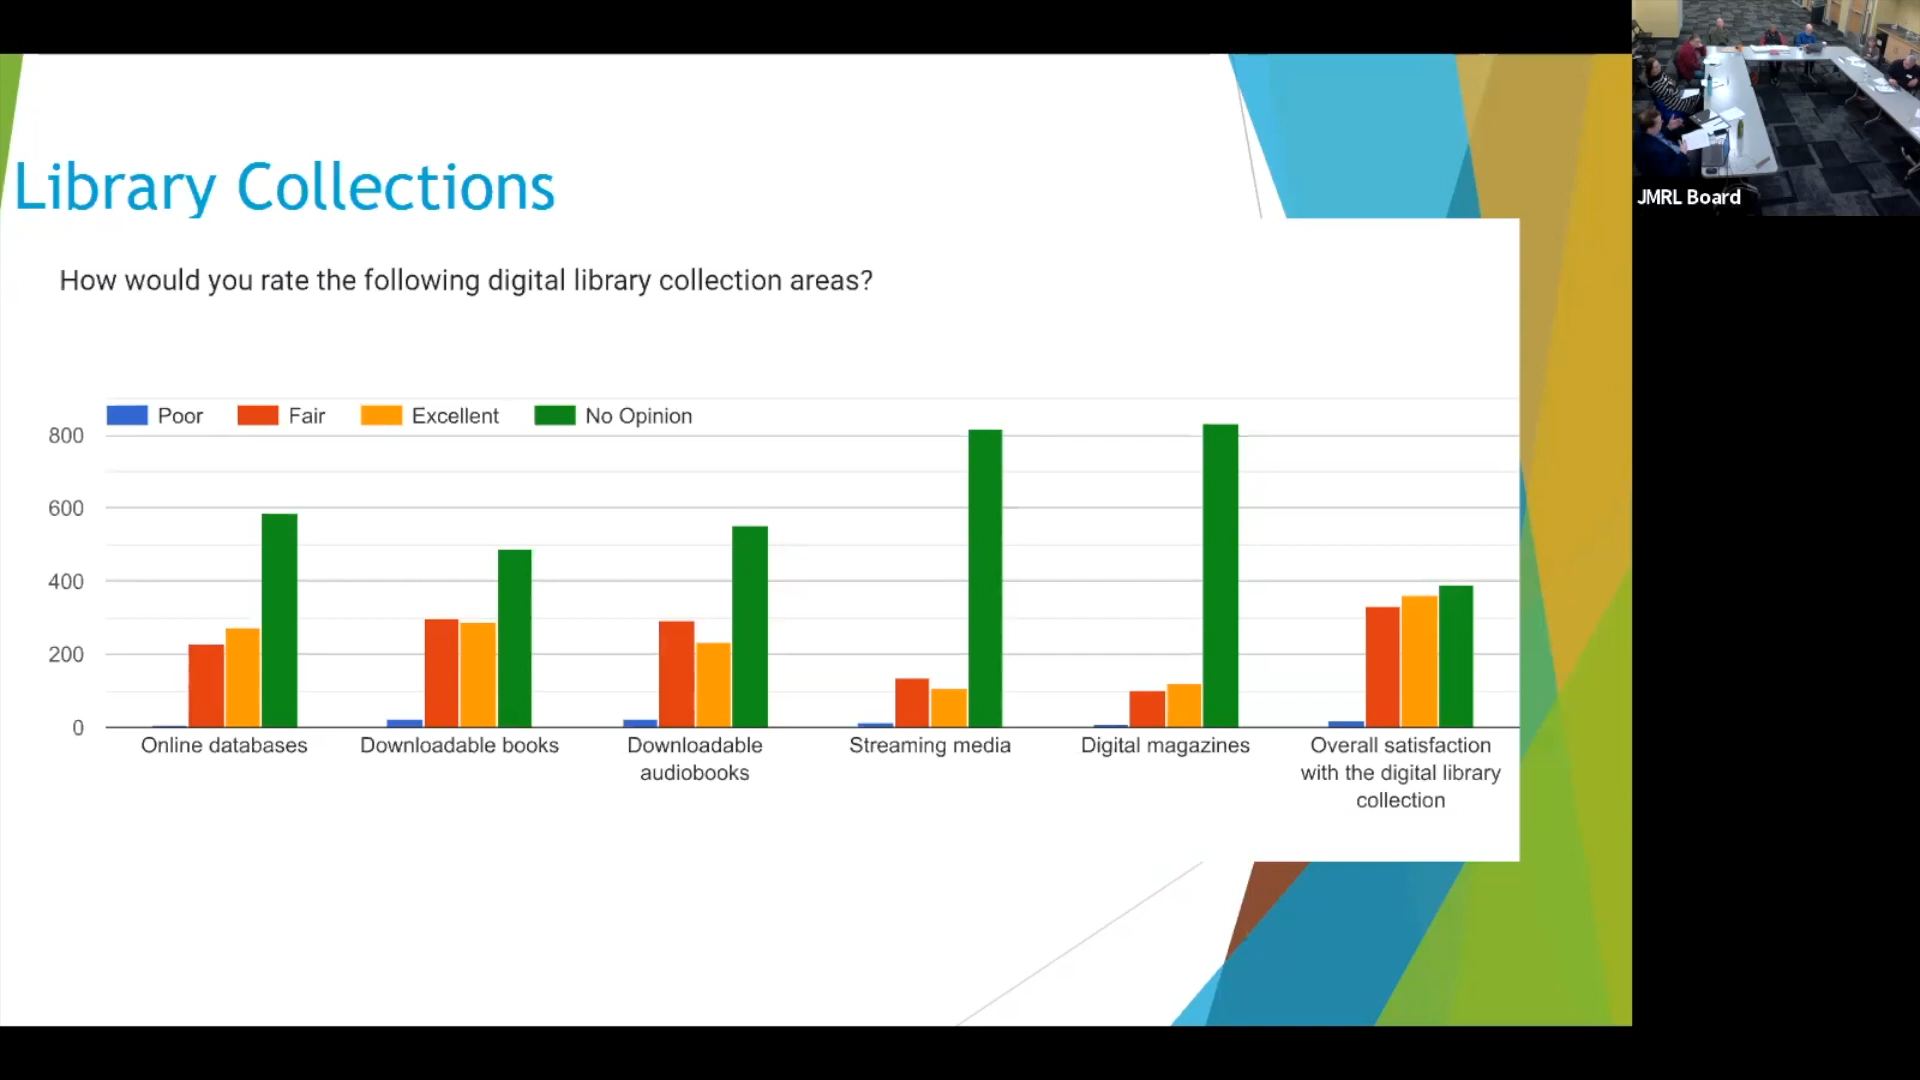 Library Collections
JMRL Board
How would you rate the following digital library collection areas?
Poor Fair Excellent No Opinion
800
600
400
200
0
Online databases Downloadable books Downloadable audiobooks Streaming media Digital magazines Overall satisfaction with the digital library collection